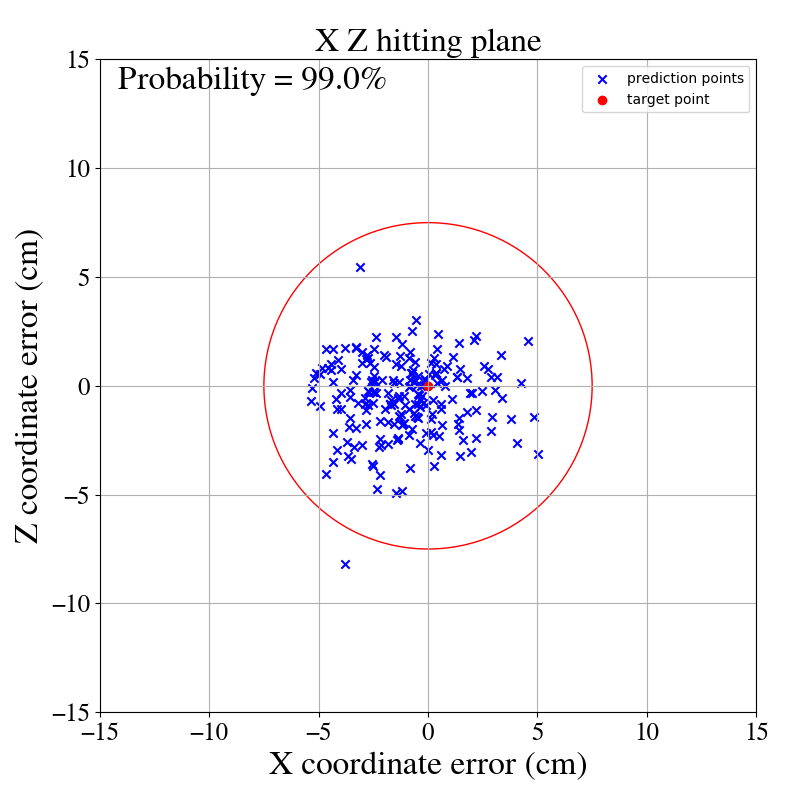 X Z hitting plane
Probability = 99.0%
prediction points
target point
15
10
5
0
−5
−10
−15
Z coordinate error (cm)
−15
−10
−5
0
5
10
15
X coordinate error (cm)